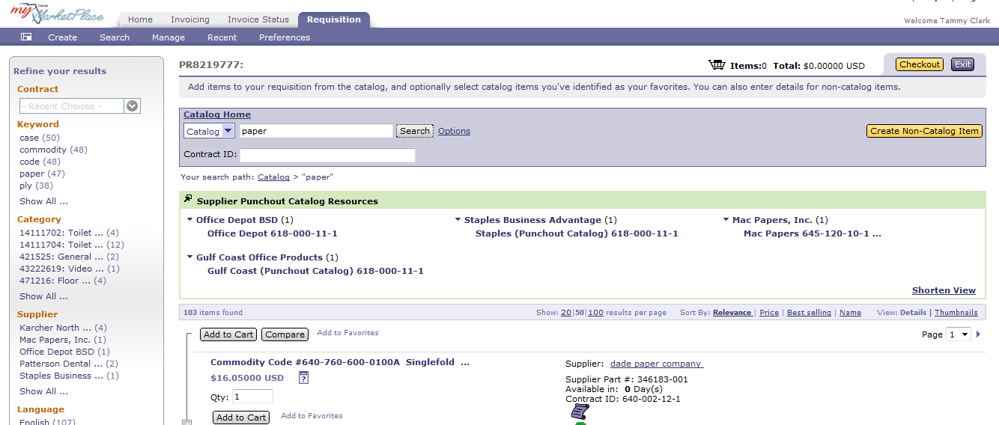 my Florida MarketPlace
Home Invoicing Invoice Status Requisition
Welcome Tammy Clark
Create Search Manage Recent Preferences
Refine your results
Contract
- Recent Choices -
Keyword
case (50)
commodity (48)
code (48)
paper (47)
ply (38)
Show All ...
Category
14111702: Toilet ... (4)
14111704: Toilet ... (12)
421525: General ... (2)
43222619: Video ... (1)
471216: Floor ... (4)
Show All ...
Supplier
Karcher North ... (4)
Mac Papers, Inc. (1)
Office Depot BSD (1)
Patterson Dental ... (2)
Staples Business ... (1)
Show All ...
Language
English (107)
PR8219777:
Items:0 Total: $0.00000 USD
Checkout Exit
Add items to your requisition from the catalog, and optionally select catalog items you've identified as your favorites. You can also enter details for non-catalog items.
Catalog Home
Catalog paper Search Options
Create Non-Catalog Item
Contract ID:
Your search path: Catalog > "paper"
Supplier Punchout Catalog Resources
Office Depot BSD (1) Staples Business Advantage (1) Mac Papers, Inc. (1)
Office Depot 618-000-11-1 Staples (Punchout Catalog) 618-000-11-1 Mac Papers 645-120-10-1 ...
Gulf Coast Office Products (1)
Gulf Coast (Punchout Catalog) 618-000-11-1
Shorten View
103 items found Show: 20|50|100 results per page Sort By: Relevance | Price | Best selling | Name View: Details | Thumbnails
Add to Cart Compare Add to Favorites
Page 1
Commodity Code #640-760-600-0100A Singlefold ...
$16.05000 USD ?
Qty: 1
Add to Cart Add to Favorites
Supplier: dade paper company
Supplier Part #: 346183-001
Available in: 0 Day(s)
Contract ID: 640-002-12-1